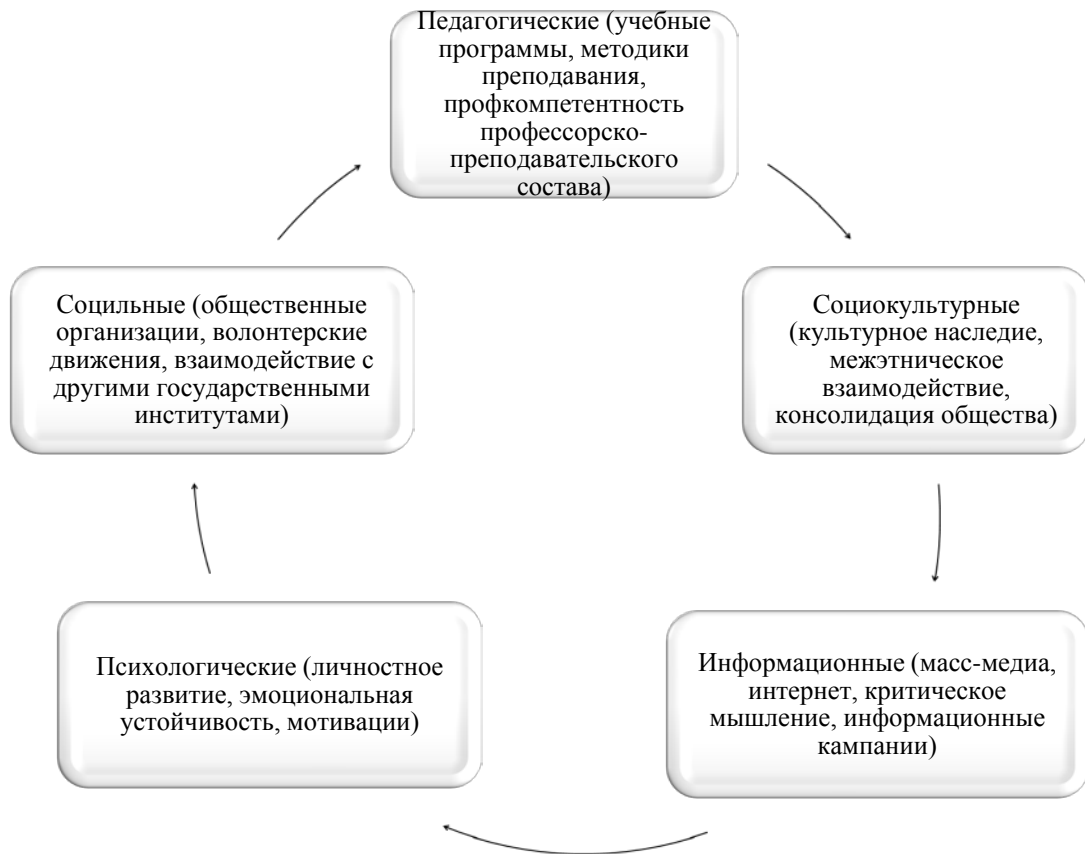 Педагогические (учебные
программы, методики
преподавания,
профкомпетентность
профессорско-
преподавательского
состава)
Социокультурные
(культурное наследие,
межэтническое
взаимодействие,
консолидация общества)
Информационные (масс-медиа,
интернет, критическое
мышление, информационные
кампании)
Психологические (личностное
развитие, эмоциональная
устойчивость, мотивации)
Социльные (общественные
организации, волонтерские
движения, взаимодействие с
другими государственными
институтами)